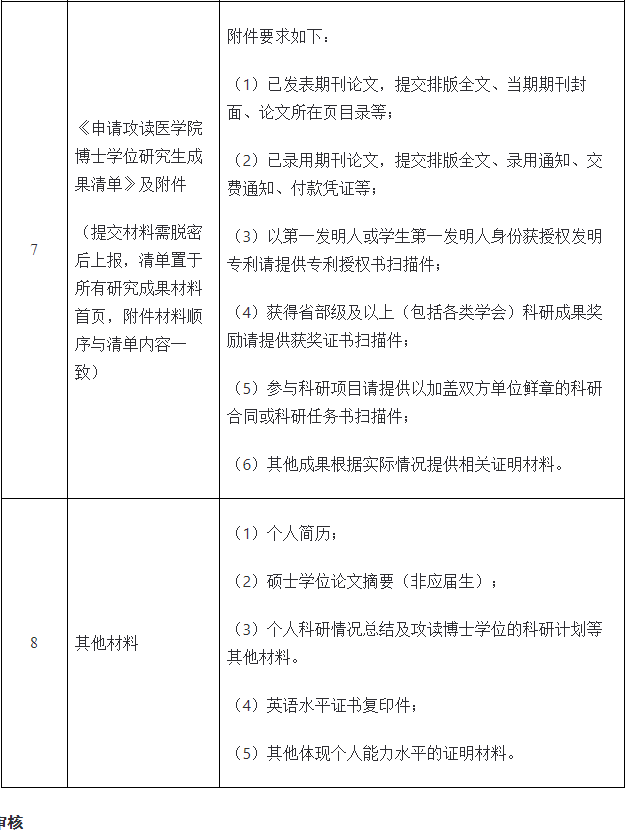 7
《申请攻读医学院
博士学位研究生成
果清单》及附件
（提交材料需脱密
后上报，清单置于
所有研究成果材料
首页，附件材料顺
序与清单内容一
致）
附件要求如下：
（1）已发表期刊论文，提交排版全文、当期期刊封
面、论文所在页目录等；
（2）已录用期刊论文，提交排版全文、录用通知、交
费通知、付款凭证等；
（3）以第一发明人或学生第一发明人身份获授权发明
专利请提供专利授权书扫描件；
（4）获得省部级及以上（包括各类学会）科研成果奖
励请提供获奖证书扫描件；
（5）参与科研项目请提供以加盖双方单位鲜章的科研
合同或科研任务书扫描件；
（6）其他成果根据实际情况提供相关证明材料。
8
其他材料
（1）个人简历；
（2）硕士学位论文摘要（非应届生）；
（3）个人科研情况总结及攻读博士学位的科研计划等
其他材料。
（4）英语水平证书复印件；
（5）其他体现个人能力水平的证明材料。
审核